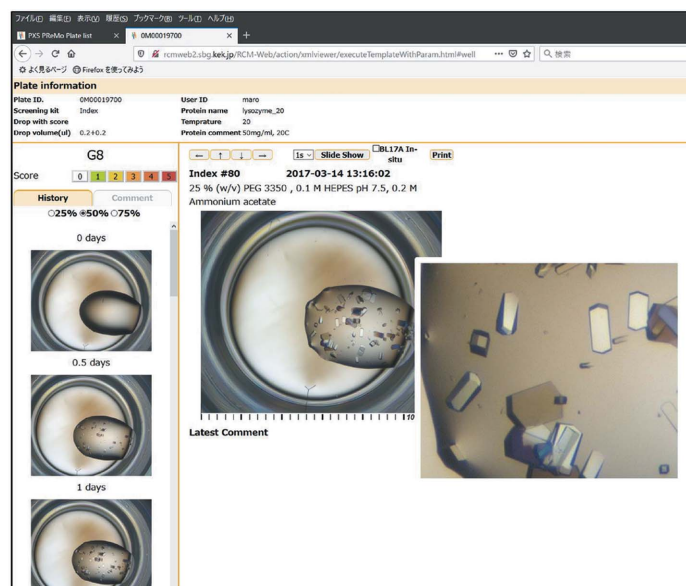 ファイル(F) 編集(E) 表示(V) 履歴(S) ブックマーク(B) ツール(T) ヘルプ(H)
PXS PReMo Plate list × 0M00019700 × +
rcmweb2.sbg.kek.jp/RCM-Web/action/xmlviewer/executeTemplateWithParam.html#well ••• 検索
よく見るページ Firefox を使ってみよう
Plate information
Plate ID. 0M00019700 User ID maro
Screening kit Index Protein name lysozyme_20
Drop with score Temprature 20
Drop volume(ul) 0.2+0.2 Protein comment 50mg/ml, 20C
G8
Score 0 1 2 3 4 5
History Comment
25% 50% 75%
0 days
0.5 days
1 days
← ↑ ↓ → 1s Slide Show BL17A In-situ Print
Index #80 2017-03-14 13:16:02
25 % (w/v) PEG 3350 , 0.1 M HEPES pH 7.5, 0.2 M
Ammonium acetate
10
Latest Comment